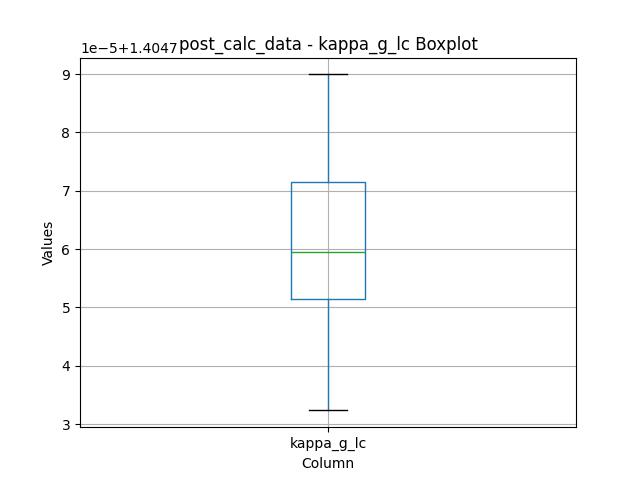 post_calc_data - kappa_g_lc Boxplot
1e−5+1.4047
9
8
7
6
5
4
3
Values
kappa_g_lc
Column